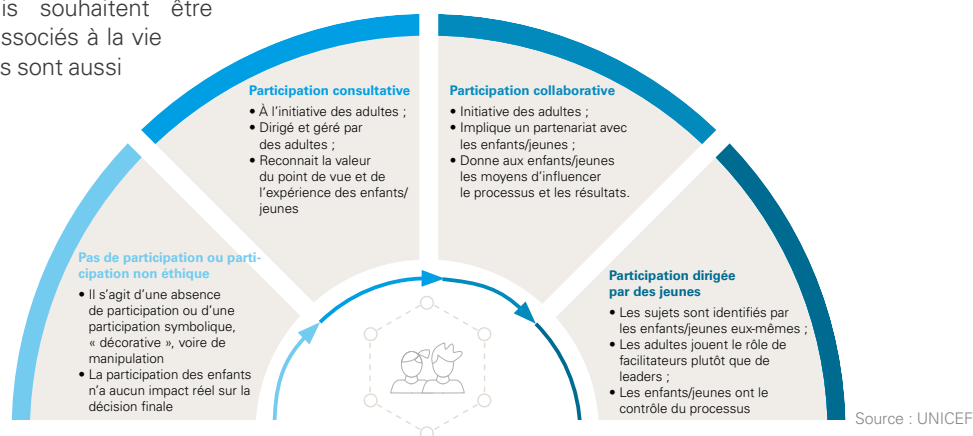 is souhaitent être
ssociés à la vie
s sont aussi
Participation consultative
• À l'initiative des adultes ;
• Dirigé et géré par
des adultes ;
• Reconnait la valeur
du point de vue et de
l'expérience des enfants/
jeunes
Participation collaborative
• Initiative des adultes ;
• Implique un partenariat avec
les enfants/jeunes ;
• Donne aux enfants/jeunes
les moyens d'influencer
le processus et les résultats.
Pas de participation ou parti-
cipation non éthique
• Il s'agit d'une absence
de participation ou d'une
participation symbolique,
« décorative », voire de
manipulation
• La participation des enfants
n'a aucun impact réel sur la
décision finale
Participation dirigée
par des jeunes
• Les sujets sont identifiés par
les enfants/jeunes eux-mêmes ;
• Les adultes jouent le rôle de
facilitateurs plutôt que de
leaders ;
• Les enfants/jeunes ont le
contrôle du processus
Source : UNICEF